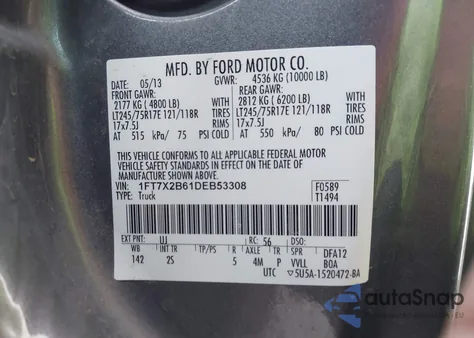 MFD. BY FORD MOTOR CO.
DATE: 05/13 GVWR: 4536 KG (10000 LB)
FRONT GAWR: REAR GAWR:
2177 KG (4800 LB) 2812 KG (6200 LB)
LT245/75R17E 121/118R TIRES LT245/75R17E 121/118R TIRES
17x7.5J RIMS 17x7.5J RIMS
AT 515 kPa/ 75 PSI COLD AT 550 kPa/ 80 PSI COLD
THIS VEHICLE CONFORMS TO ALL APPLICABLE FEDERAL MOTOR
VEHICLE SAFETY STANDARDS IN EFFECT ON THE DATE OF
MANUFACTURE SHOWN ABOVE.
VIN: 1FT7X2B61DEB53308 F0589
TYPE: Truck T1494
EXT PNT: UJ RC: 56 DSO:
WB INT TR TP/PS R AXLE TR SPR DFA12
142 2S 5 4M P VVLL BOA
UTC 5U5A-1520472-BA
autoSnap